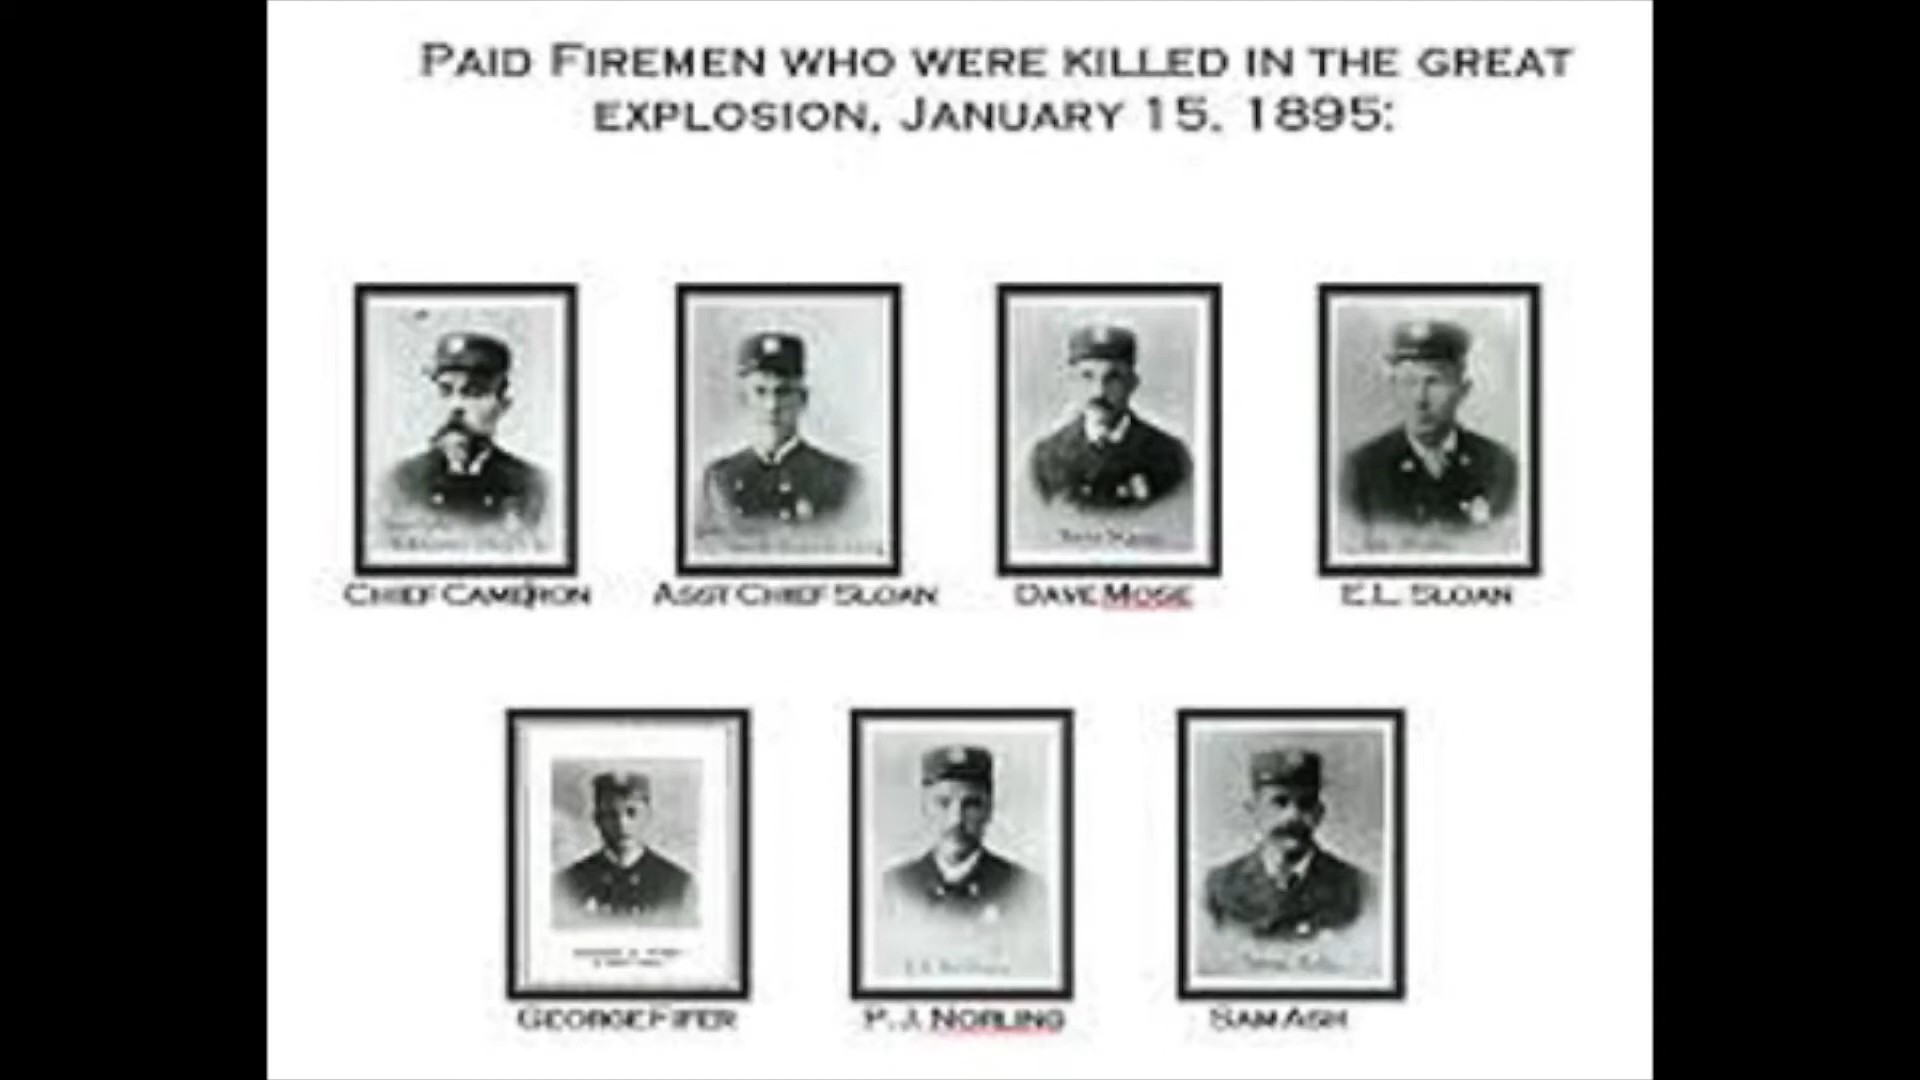 PAID FIREMEN WHO WERE KILLED IN THE GREAT
EXPLOSION, JANUARY 15, 1895:
CHIEF CAMERON
ASST CHIEF SLOAN
DAVE MOSE
E.L. SLOAN
GEORGE FIFER
P.J. NORLING
SAM ASH